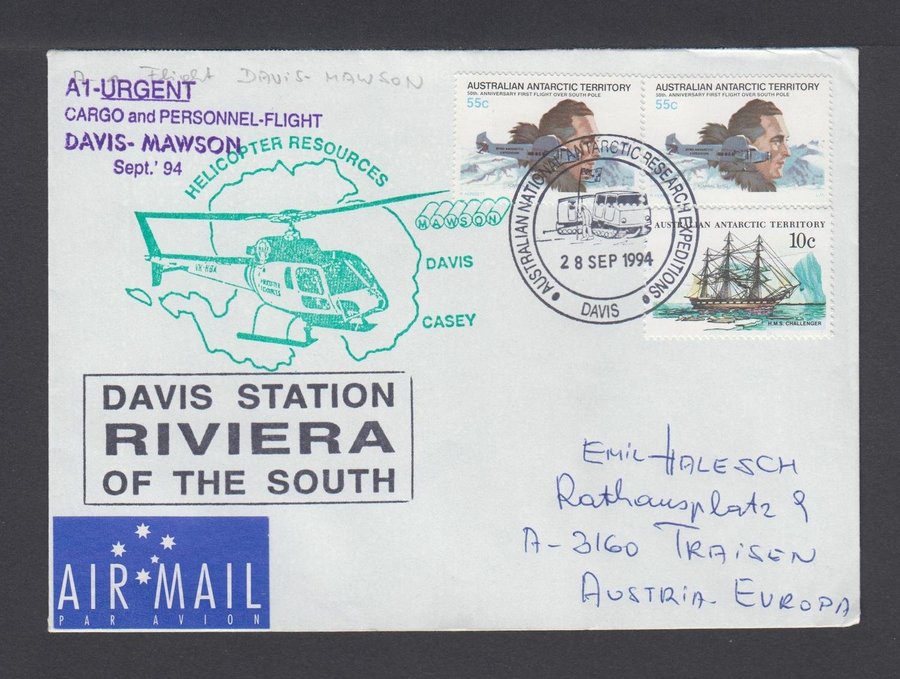 Flight DAVIS-MAWSON
A1-URGENT
CARGO and PERSONNEL-FLIGHT
DAVIS-MAWSON
Sept.' 94
HELICOPTER RESOURCES
MAWSON
DAVIS
CASEY
AUSTRALIAN ANTARCTIC TERRITORY
50th ANNIVERSARY FIRST FLIGHT OVER SOUTH POLE
55c
AUSTRALIAN ANTARCTIC TERRITORY
50th ANNIVERSARY FIRST FLIGHT OVER SOUTH POLE
55c
AUSTRALIAN ANTARCTIC TERRITORY
10c
H.M.S. CHALLENGER
AUSTRALIAN NATIONAL ANTARCTIC RESEARCH EXPEDITIONS
28 SEP 1994
DAVIS
DAVIS STATION
RIVIERA
OF THE SOUTH
EMIL HALESCH
Rathausplatz 9
A-3160 TRAISEN
AUSTRIA-EUROPA
AIR MAIL
PAR AVION